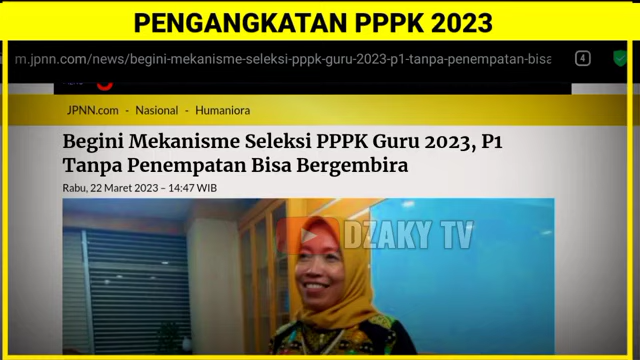 PENGANGKATAN PPPK 2023
m.jpnn.com/news/begini-mekanisme-seleksi-pppk-guru-2023-p1-tanpa-penempatan-bisa
4
JPNN.com - Nasional - Humaniora
Begini Mekanisme Seleksi PPPK Guru 2023, P1
Tanpa Penempatan Bisa Bergembira
Rabu, 22 Maret 2023 – 14:47 WIB
DZAKY TV